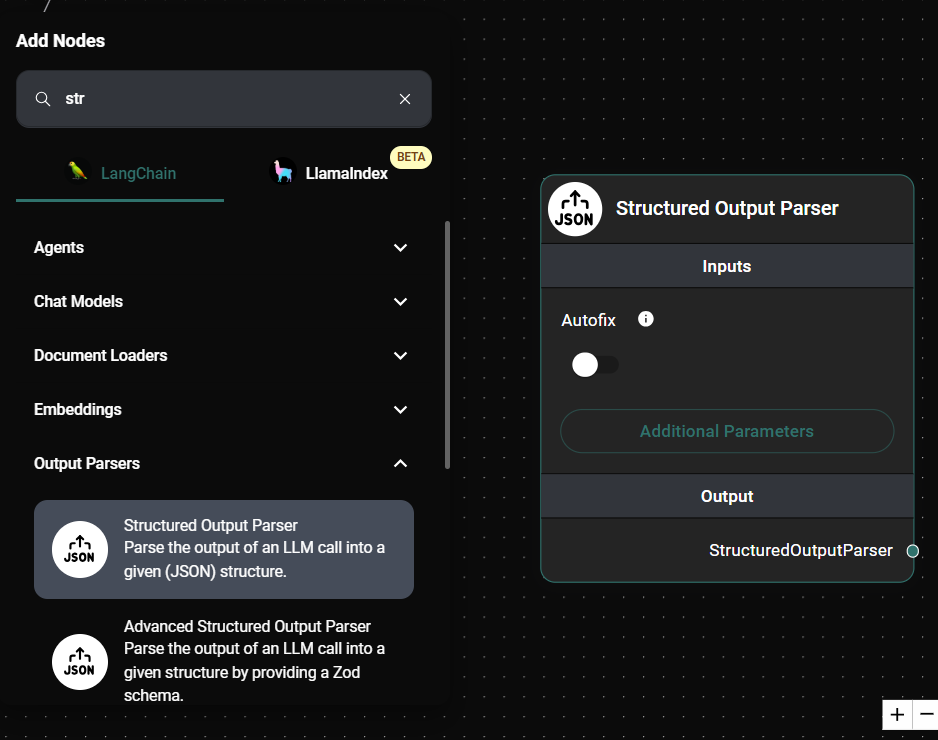 Add Nodes
str
LangChain
LlamaIndex
BETA
Agents
Chat Models
Document Loaders
Embeddings
Output Parsers
JSON
Structured Output Parser
Parse the output of an LLM call into a
given (JSON) structure.
JSON
Advanced Structured Output Parser
Parse the output of an LLM call into a
given structure by providing a Zod
schema.
JSON
Structured Output Parser
Inputs
Autofix
Additional Parameters
Output
StructuredOutputParser